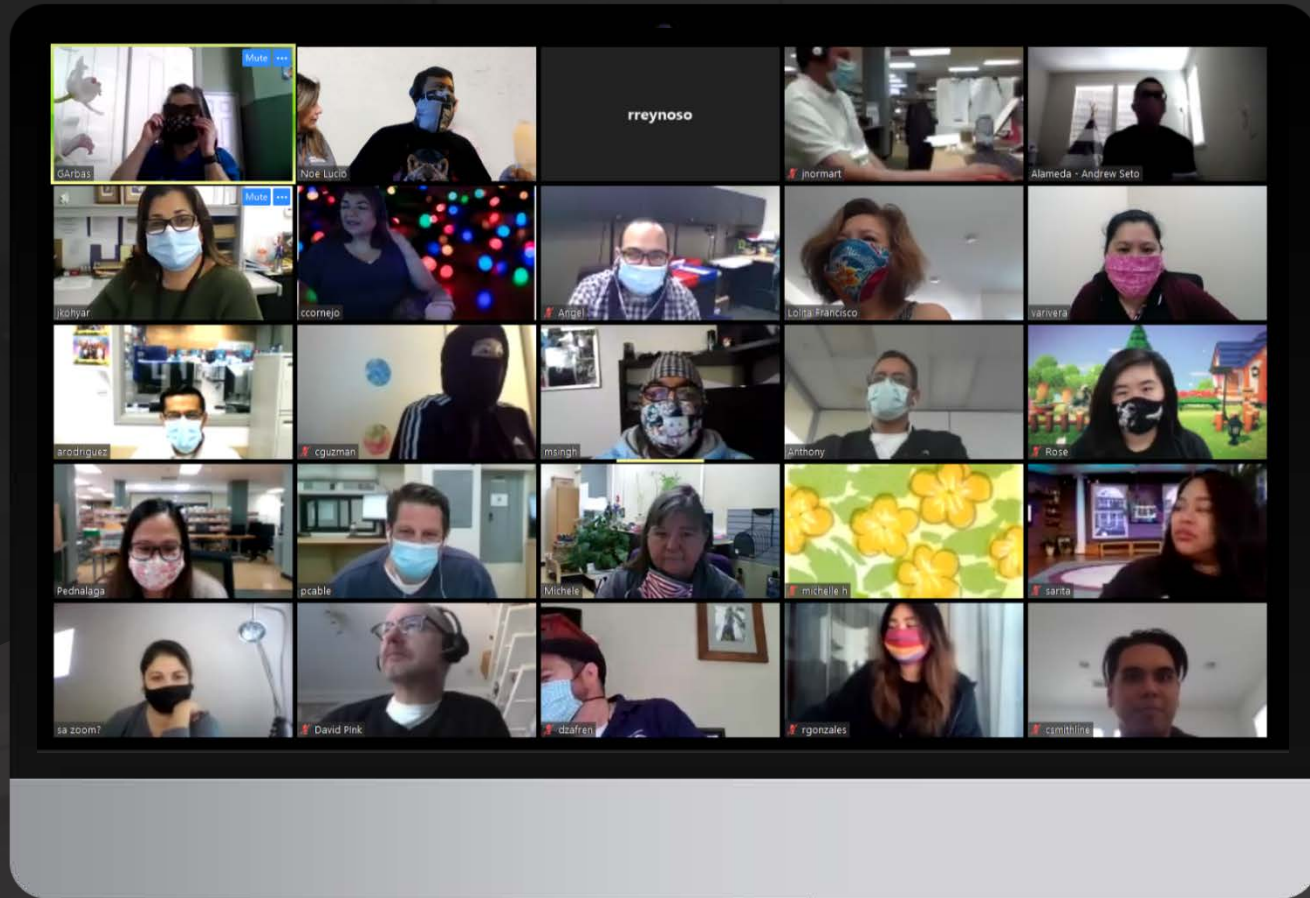 Mute
GArbas
Noe Lucio
rreynoso
jnormart
Alameda - Andrew Seto
Mute
jkohyar
ccornejo
Angel
Lolita Francisco
varivera
arodriguez
cguzman
msingh
Anthony
Rose
Pednalaga
pcable
Michele
michelle h
sarita
sa zoom?
David Pink
dzafren
rgonzales
csmithline